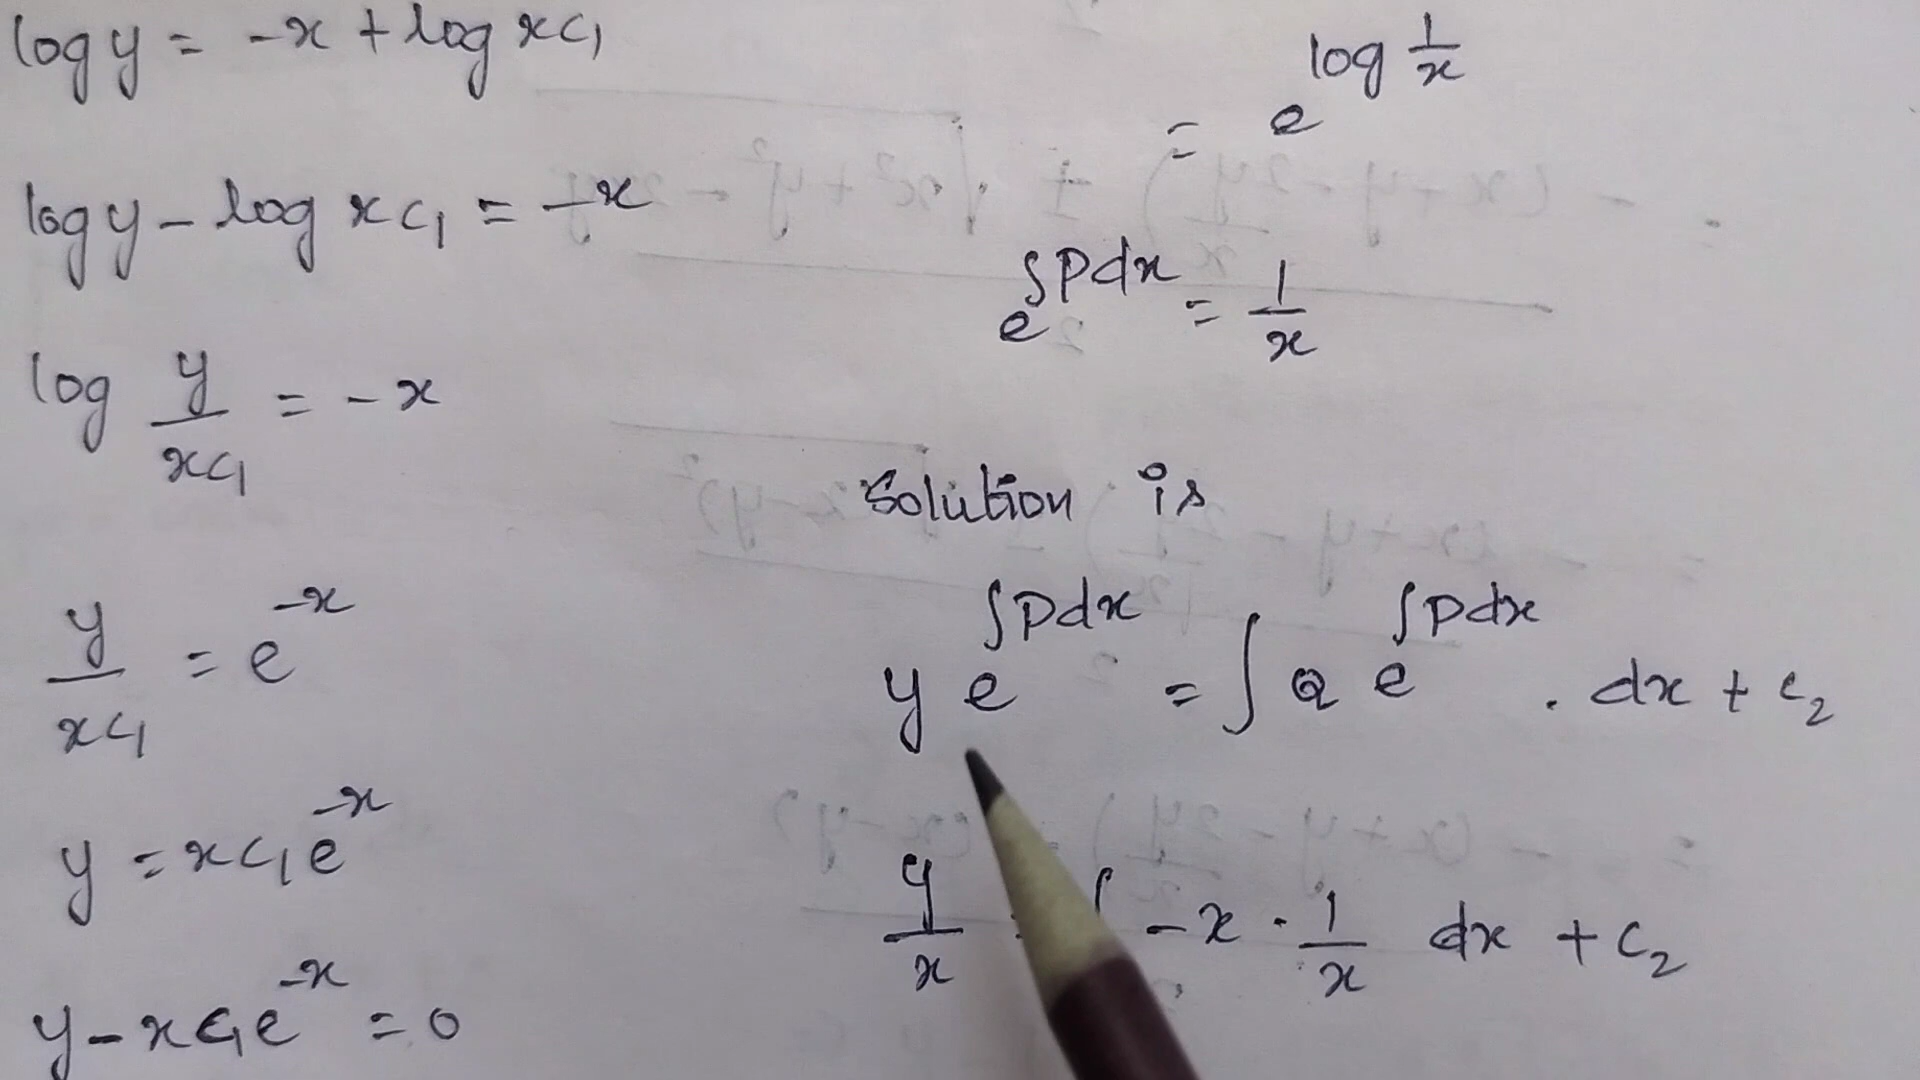 log y = -x + log xc₁
log y - log xc₁ = -x
log y/xc₁ = -x
y/xc₁ = e^-x
y = xc₁e^-x
y - xc₁e^-x = 0
= e^log 1/x
e^∫Pdx = 1/x
Solution is
y e^∫Pdx = ∫ Q e^∫Pdx . dx + c₂
y/x ∫ -x · 1/x dx + c₂